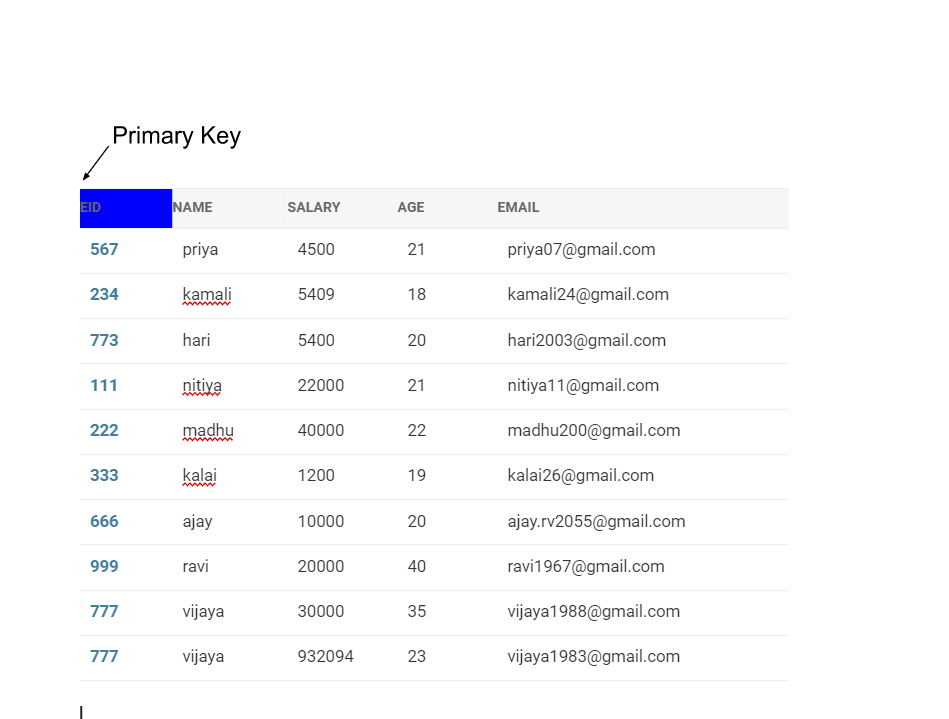 Primary Key
EID NAME SALARY AGE EMAIL
567 priya 4500 21 priya07@gmail.com
234 kamali 5409 18 kamali24@gmail.com
773 hari 5400 20 hari2003@gmail.com
111 nitiya 22000 21 nitiya11@gmail.com
222 madhu 40000 22 madhu200@gmail.com
333 kalai 1200 19 kalai26@gmail.com
666 ajay 10000 20 ajay.rv2055@gmail.com
999 ravi 20000 40 ravi1967@gmail.com
777 vijaya 30000 35 vijaya1988@gmail.com
777 vijaya 932094 23 vijaya1983@gmail.com